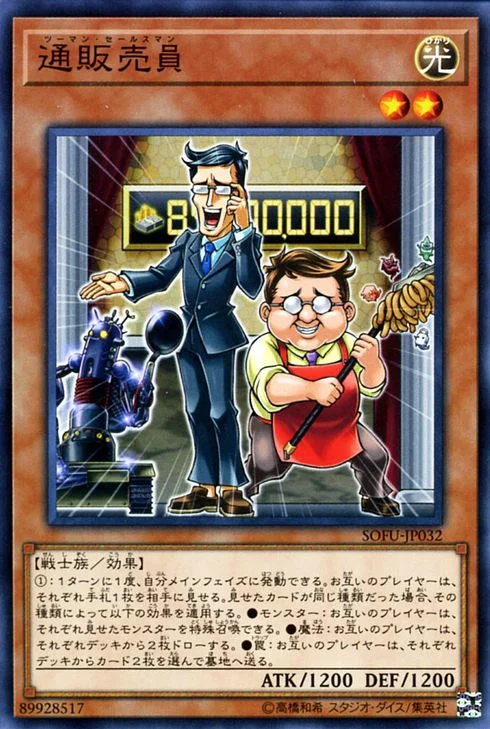 ツーマン・セールスマン
通販売員
ひかり
光
8
00,000
SOFU-JP032
【戦士族／効果】
①：1ターンに1度、自分メインフェイズに発動できる。お互いのプレイヤーは、
それぞれ手札1枚を相手に見せる。見せたカードが同じ種類だった場合、その
種類によって以下の効果を適用する。●モンスター：お互いのプレイヤーは、
それぞれ見せたモンスターを特殊召喚できる。●魔法：お互いのプレイヤーは、
それぞれデッキから2枚ドローする。●罠：お互いのプレイヤーは、それぞれ
デッキからカード2枚を選んで墓地へ送る。
ATK/1200 DEF/1200
89928517
©高橋和希 スタジオ・ダイス/集英社